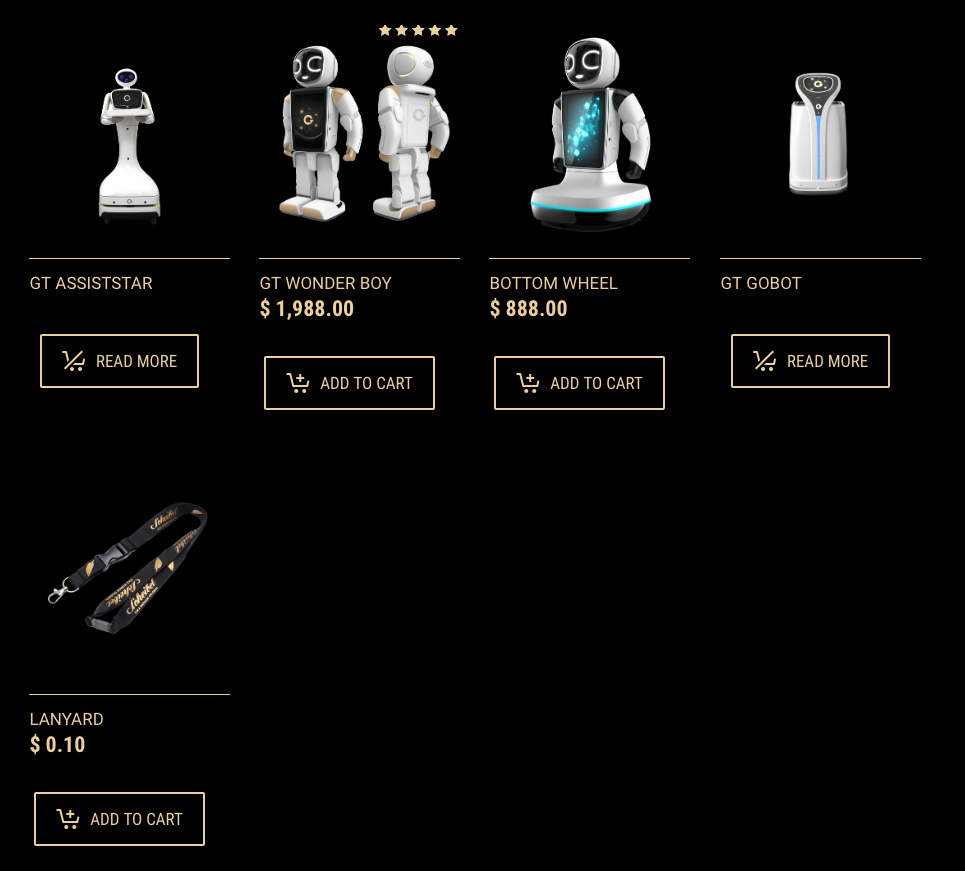 GT ASSISTSTAR
READ MORE
GT WONDER BOY
$ 1,988.00
ADD TO CART
BOTTOM WHEEL
$ 888.00
ADD TO CART
GT GOBOT
READ MORE
LANYARD
$ 0.10
ADD TO CART